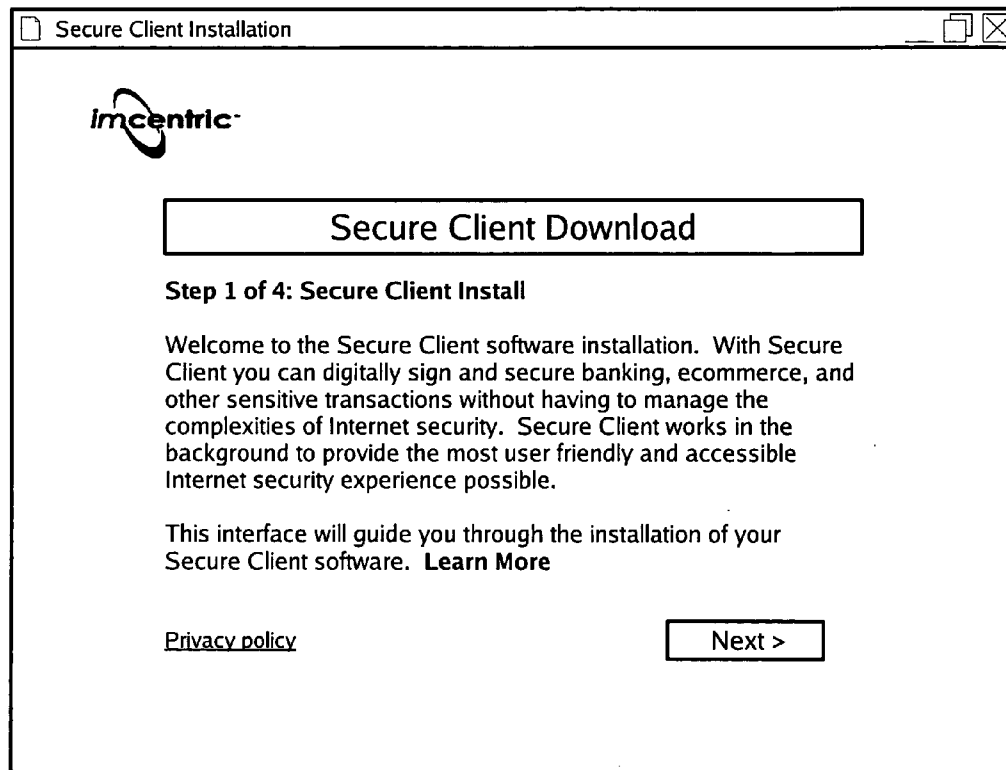 Secure Client Installation
imcentric
Secure Client Download
Step 1 of 4: Secure Client Install
Welcome to the Secure Client software installation. With Secure
Client you can digitally sign and secure banking, ecommerce, and
other sensitive transactions without having to manage the
complexities of Internet security. Secure Client works in the
background to provide the most user friendly and accessible
Internet security experience possible.
This interface will guide you through the installation of your
Secure Client software. Learn More
Privacy policy
Next >